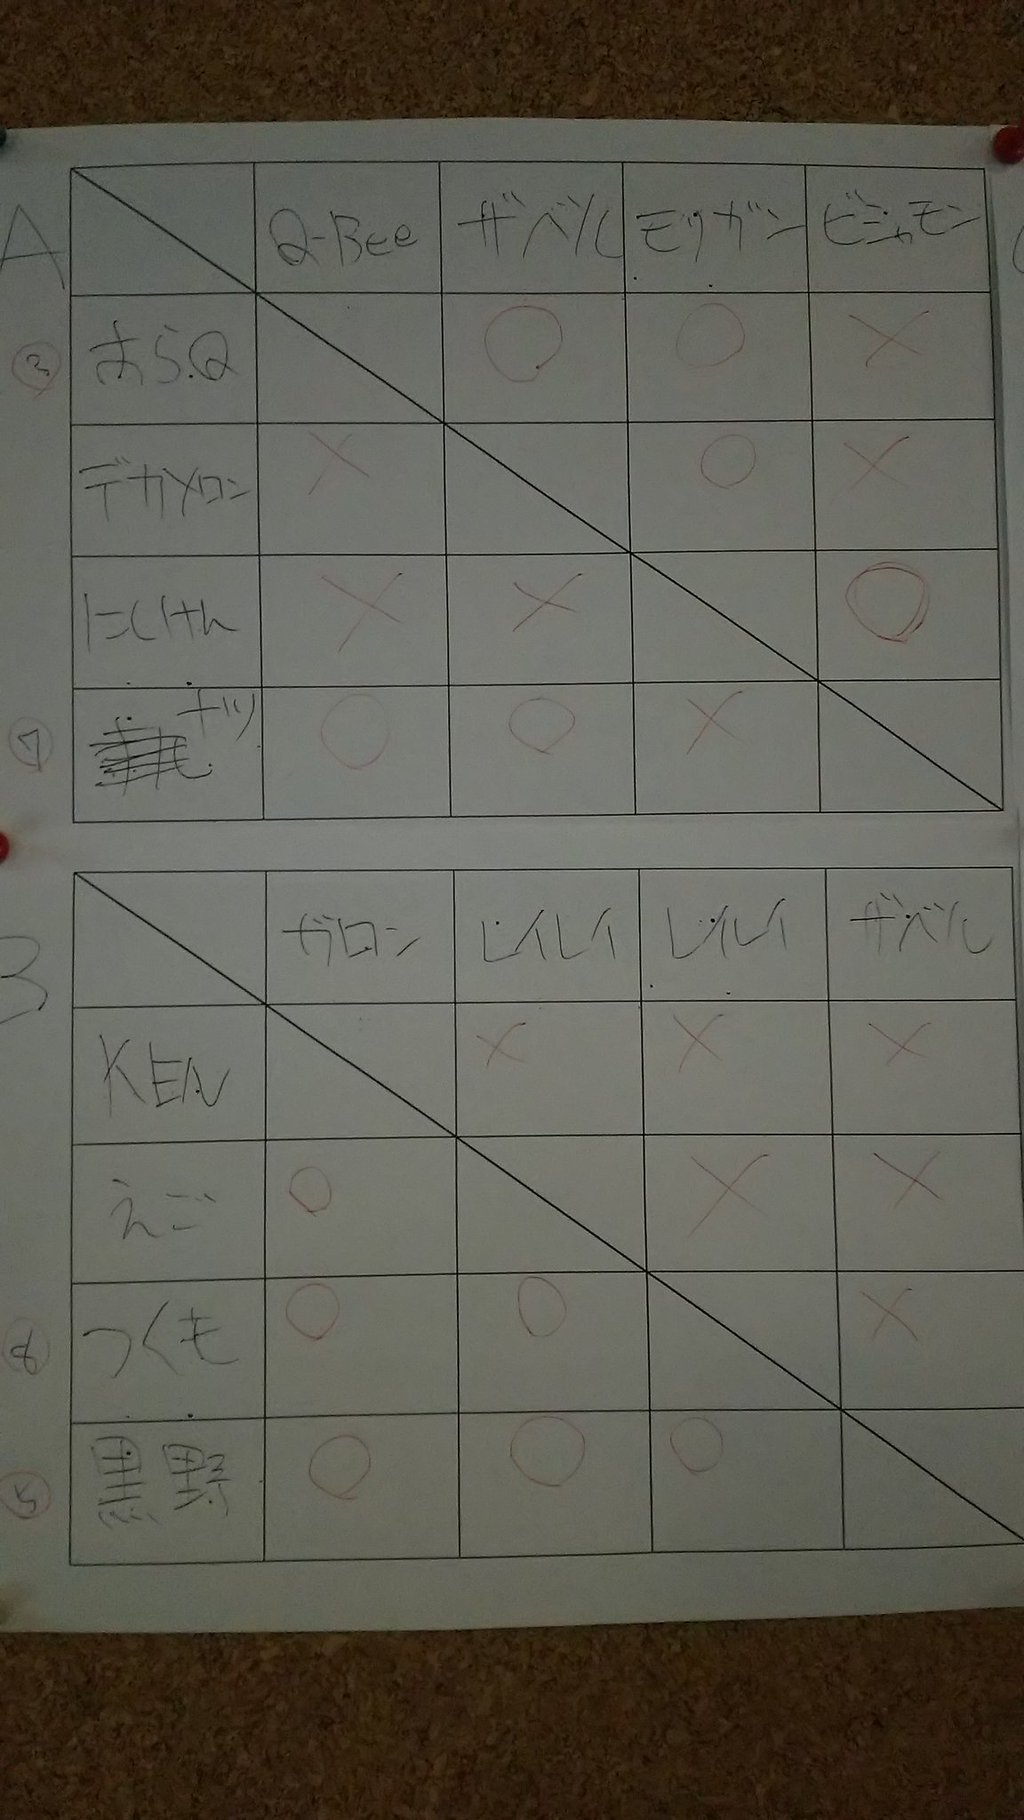 A
Q-Bee ザベル モリガン ビシャモン
③ あらQ ○ ○ ×
デカメロン × ○ ×
にしけん × × ○
⑦ ナツ ○ ○ ×
B
ガロン レイレイ レイレイ ザベル
KEN × × ×
えご ○ × ×
⑧ つくも ○ ○ ×
⑤ 黒野 ○ ○ ○